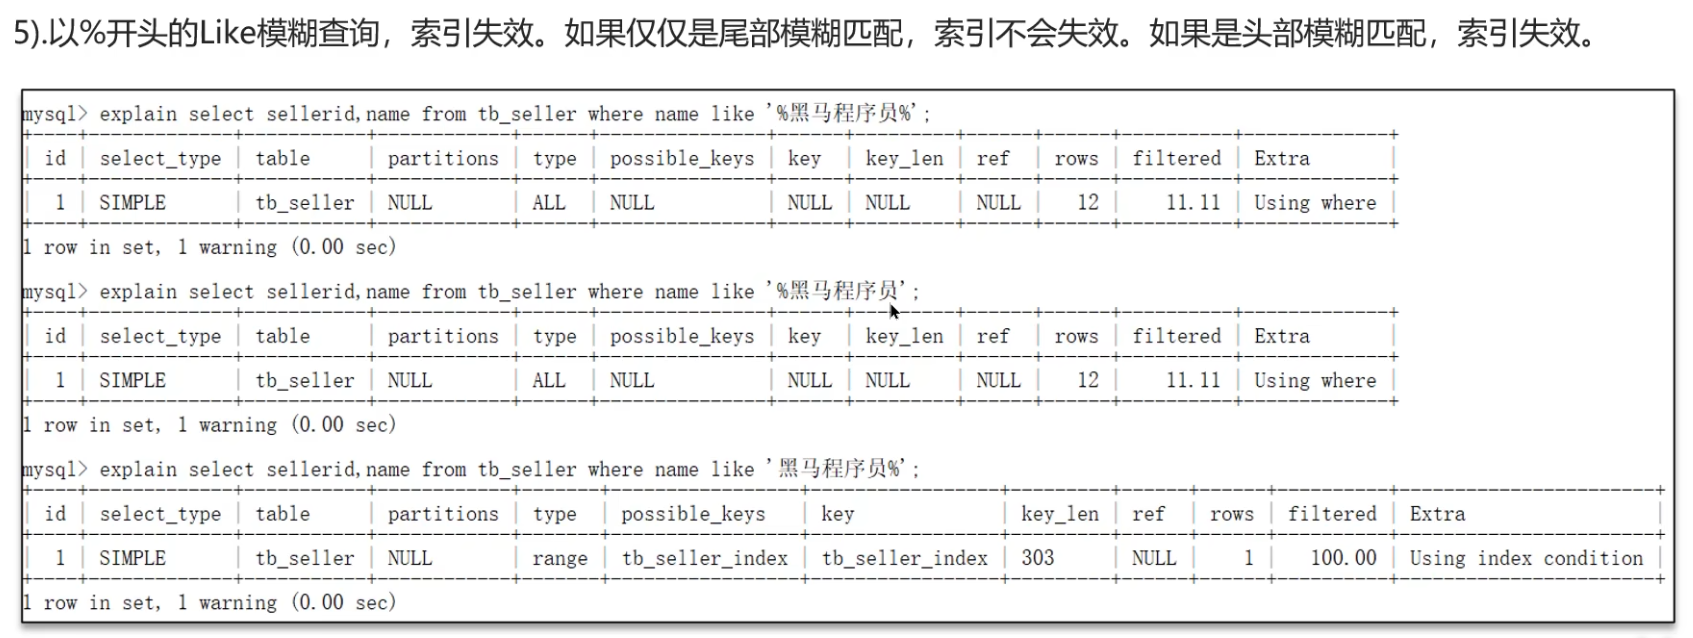 5).以%开头的Like模糊查询，索引失效。如果仅仅是尾部模糊匹配，索引不会失效。如果是头部模糊匹配，索引失效。
mysql> explain select sellerid,name from tb_seller where name like '%黑马程序员%';
| id | select_type | table | partitions | type | possible_keys | key | key_len | ref | rows | filtered | Extra |
| 1 | SIMPLE | tb_seller | NULL | ALL | NULL | NULL | NULL | NULL | 12 | 11.11 | Using where |
1 row in set, 1 warning (0.00 sec)
mysql> explain select sellerid,name from tb_seller where name like '%黑马程序员';
| id | select_type | table | partitions | type | possible_keys | key | key_len | ref | rows | filtered | Extra |
| 1 | SIMPLE | tb_seller | NULL | ALL | NULL | NULL | NULL | NULL | 12 | 11.11 | Using where |
1 row in set, 1 warning (0.00 sec)
mysql> explain select sellerid,name from tb_seller where name like '黑马程序员%';
| id | select_type | table | partitions | type | possible_keys | key | key_len | ref | rows | filtered | Extra |
| 1 | SIMPLE | tb_seller | NULL | range | tb_seller_index | tb_seller_index | 303 | NULL | 1 | 100.00 | Using index condition |
1 row in set, 1 warning (0.00 sec)